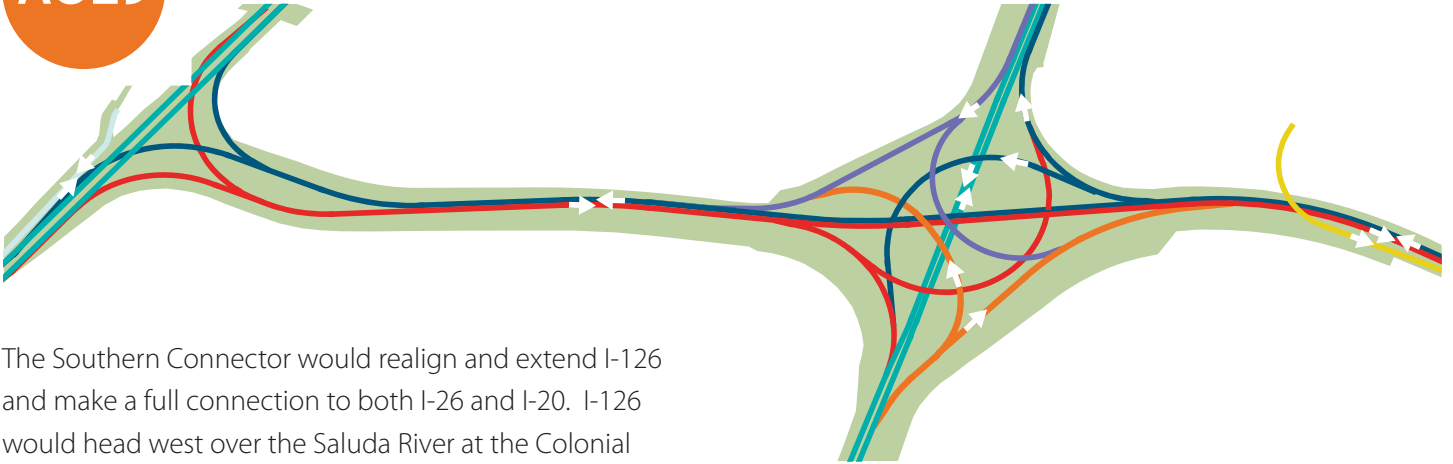 The Southern Connector would realign and extend I-126
and make a full connection to both I-26 and I-20.  I-126
would head west over the Saluda River at the Colonial